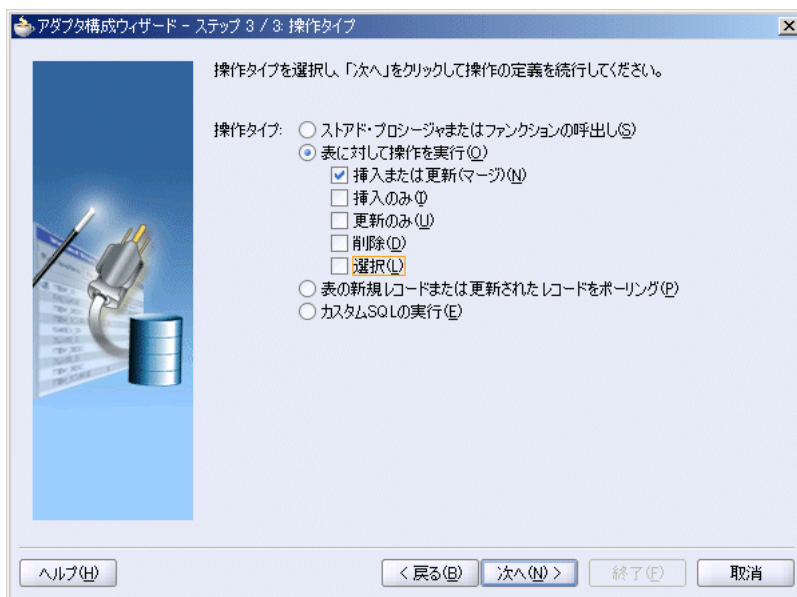 アダプタ構成ウィザード - ステップ 3 / 3: 操作タイプ
操作タイプを選択し、「次へ」をクリックして操作の定義を続行してください。
操作タイプ: ストアド・プロシージャまたはファンクションの呼出し(S)
表に対して操作を実行(O)
挿入または更新(マージ)(N)
挿入のみ(I)
更新のみ(U)
削除(D)
選択(L)
表の新規レコードまたは更新されたレコードをポーリング(P)
カスタムSQLの実行(E)
ヘルプ(H) < 戻る(B) 次へ(N) > 終了(F) 取消